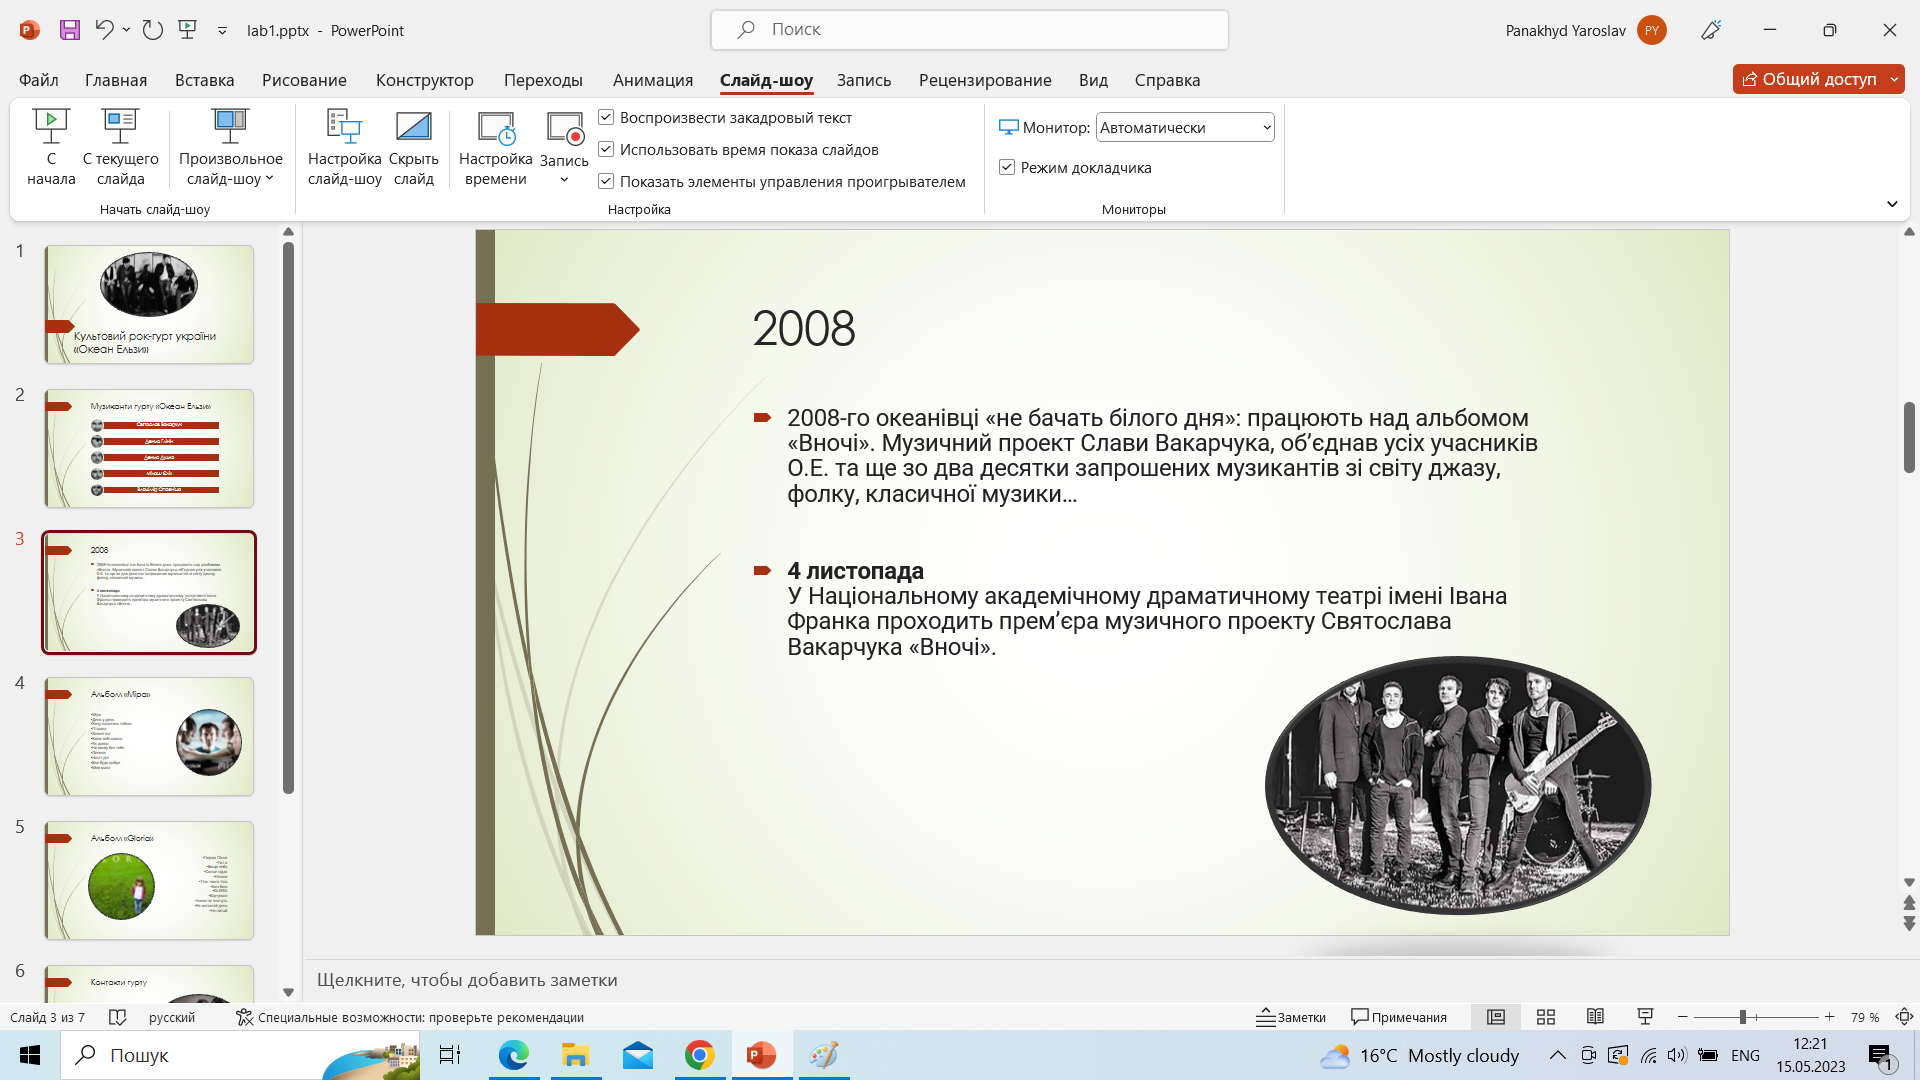 lab1.pptx - PowerPoint
Поиск
Panakhyd Yaroslav
PY
Файл Главная Вставка Рисование Конструктор Переходы Анимация Слайд-шоу Запись Рецензирование Вид Справка
Общий доступ
С начала
С текущего слайда
Произвольное слайд-шоу
Начать слайд-шоу
Настройка слайд-шоу
Скрыть слайд
Настройка времени
Запись
Воспроизвести закадровый текст
Использовать время показа слайдов
Показать элементы управления проигрывателем
Настройка
Монитор: Автоматически
Режим докладчика
Мониторы
1
Культовий рок-гурт україни
«Океан Ельзи»
2
Музиканти гурту «Океан Ельзи»
3
2008
4
Альбом «Міра»
5
Альбом «Gloria»
6
Контакти гурту
2008
2008-го океанівці «не бачать білого дня»: працюють над альбомом
«Вночі». Музичний проект Слави Вакарчука, об’єднав усіх учасників
О.Е. та ще зо два десятки запрошених музикантів зі світу джазу,
фолку, класичної музики...
4 листопада
У Національному академічному драматичному театрі імені Івана
Франка проходить прем’єра музичного проекту Святослава
Вакарчука «Вночі».
Щелкните, чтобы добавить заметки
Слайд 3 из 7
русский
Специальные возможности: проверьте рекомендации
Заметки
Примечания
79 %
Пошук
16°C Mostly cloudy
ENG
12:21
15.05.2023
1